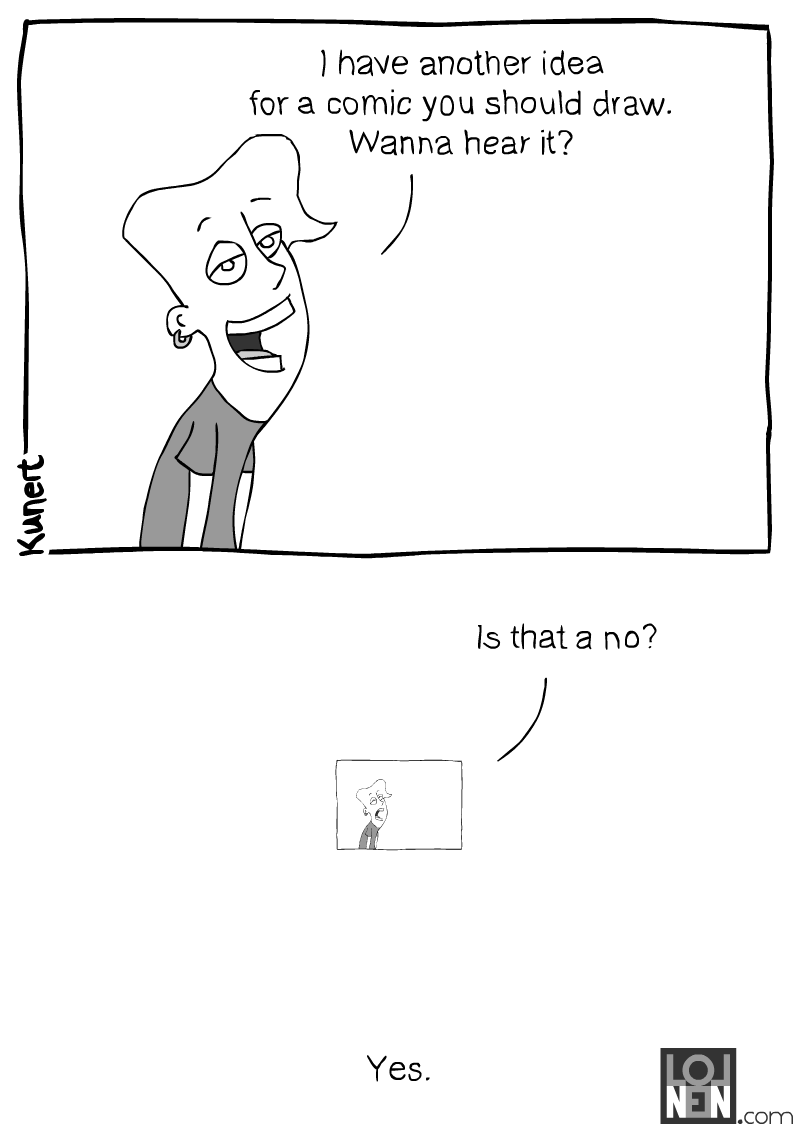 I have another idea
for a comic you should draw.
Wanna hear it?
Kunert
Is that a no?
Yes.
LOL
NEN.com